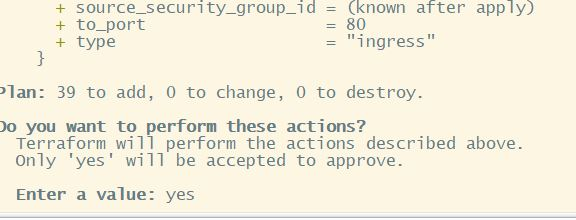 + source_security_group_id = (known after apply)
+ to_port                  = 80
+ type                     = "ingress"
}
Plan: 39 to add, 0 to change, 0 to destroy.
Do you want to perform these actions?
Terraform will perform the actions described above.
Only 'yes' will be accepted to approve.
Enter a value: yes